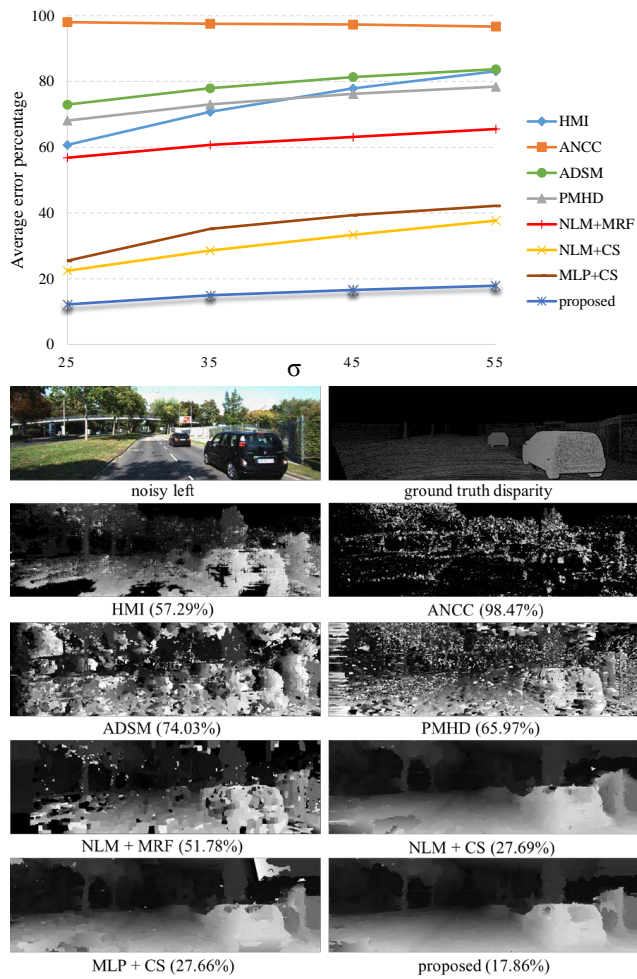 100
80
60
40
20
0
Average error percentage
25 35 45 55
σ
HMI
ANCC
ADSM
PMHD
NLM+MRF
NLM+CS
MLP+CS
proposed
noisy left
ground truth disparity
HMI (57.29%)
ANCC (98.47%)
ADSM (74.03%)
PMHD (65.97%)
NLM + MRF (51.78%)
NLM + CS (27.69%)
MLP + CS (27.66%)
proposed (17.86%)